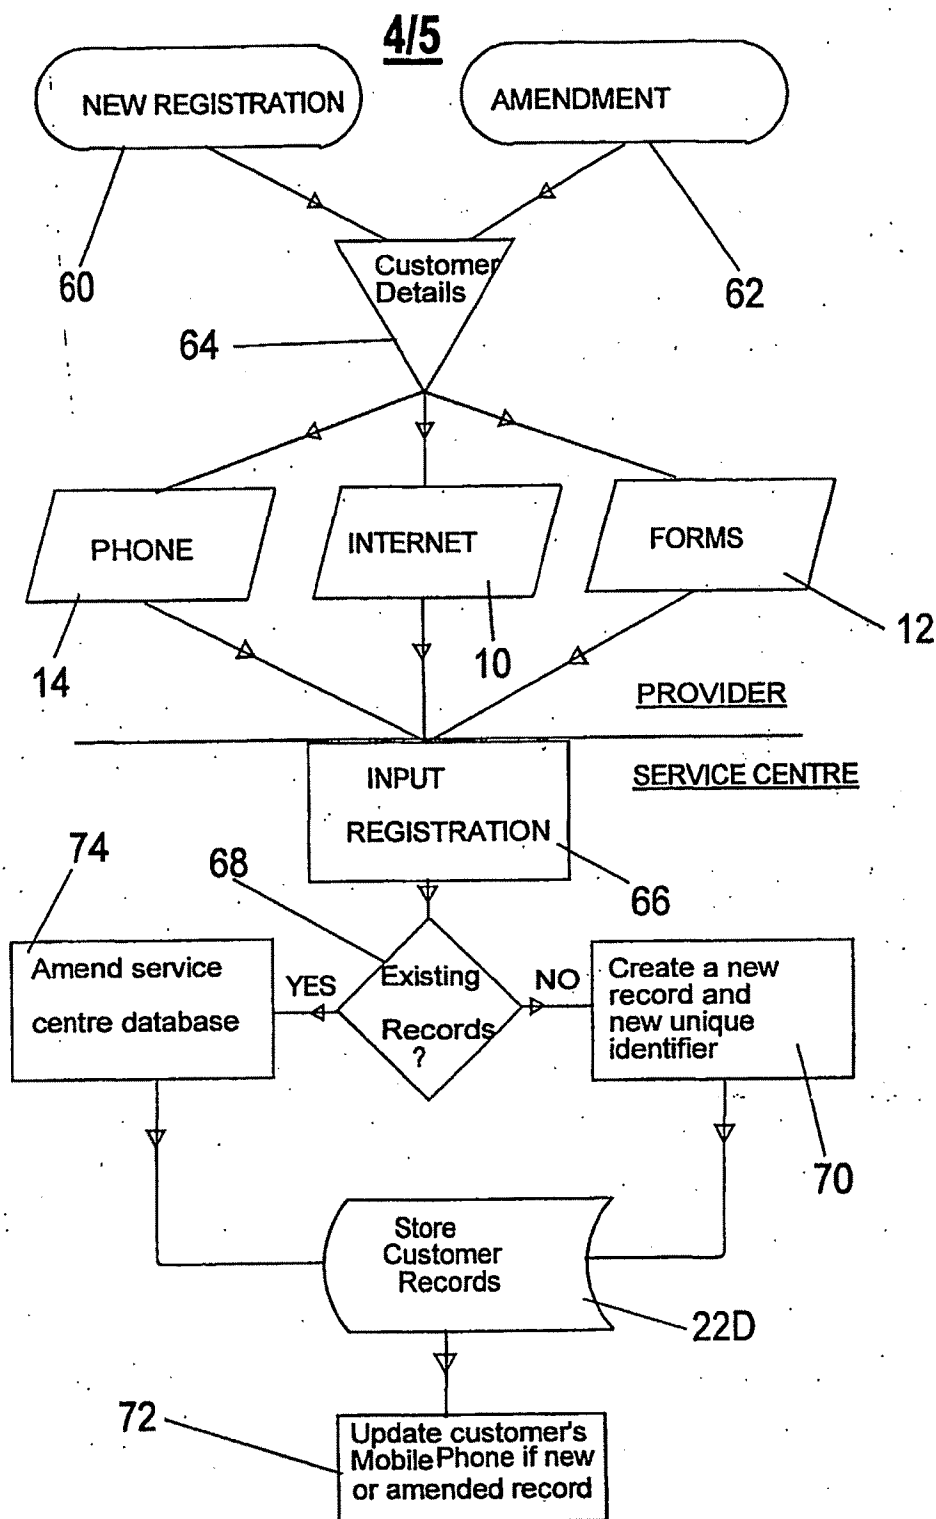 4/5
NEW REGISTRATION
AMENDMENT
60
62
Customer
Details
64
PHONE
INTERNET
FORMS
14
10
12
PROVIDER
SERVICE CENTRE
INPUT
REGISTRATION
66
74
68
Amend service
centre database
YES
Existing
Records
?
NO
Create a new
record and
new unique
identifier
70
Store
Customer
Records
22D
72
Update customer's
Mobile Phone if new
or amended record